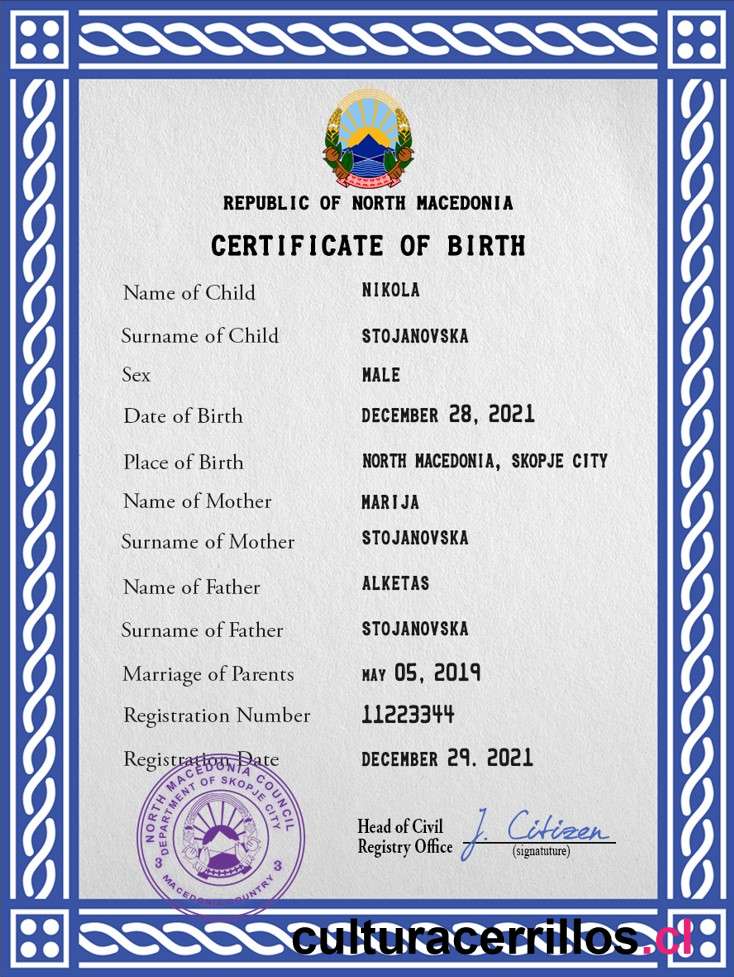 REPUBLIC OF NORTH MACEDONIA
CERTIFICATE OF BIRTH
Name of Child NIKOLA
Surname of Child STOJANOVSKA
Sex MALE
Date of Birth DECEMBER 28, 2021
Place of Birth NORTH MACEDONIA, SKOPJE CITY
Name of Mother MARIJA
Surname of Mother STOJANOVSKA
Name of Father ALKETAS
Surname of Father STOJANOVSKA
Marriage of Parents MAY 05, 2019
Registration Number 11223344
Registration Date DECEMBER 29. 2021
NORTH MACEDONIA COUNCIL
DEPARTMENT OF SKOPJE CITY
3 3
MACEDONIA COUNTRY
Head of Civil
Registry Office J. Citizen
(signatuture)
culturacerrillos.cl